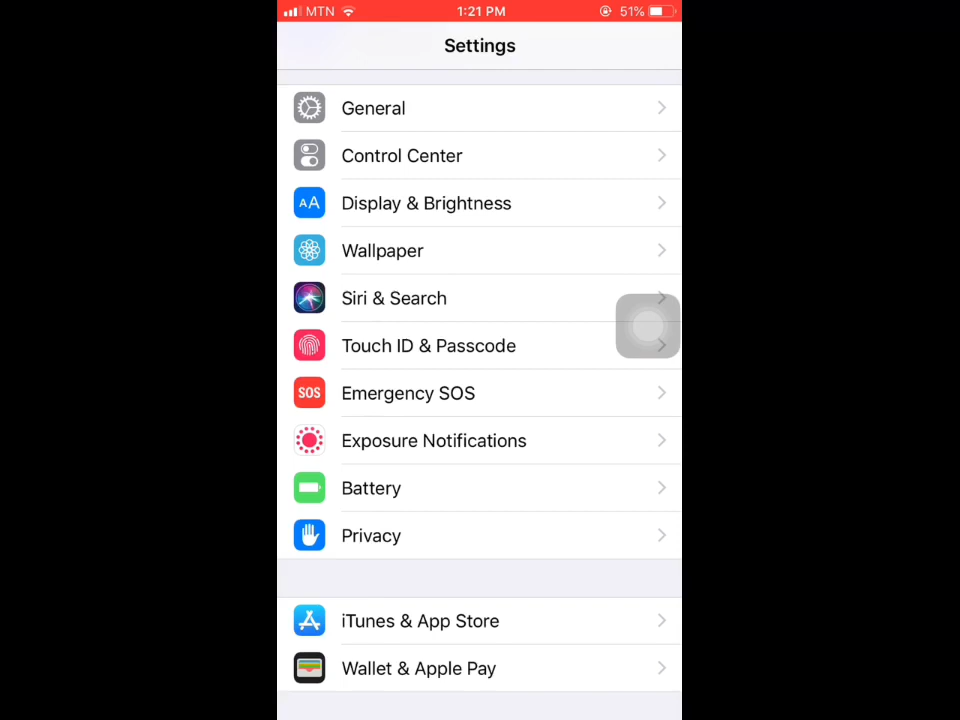 MTN 1:21 PM 51%
Settings
General
Control Center
AA Display & Brightness
Wallpaper
Siri & Search
Touch ID & Passcode
SOS Emergency SOS
Exposure Notifications
Battery
Privacy
iTunes & App Store
Wallet & Apple Pay